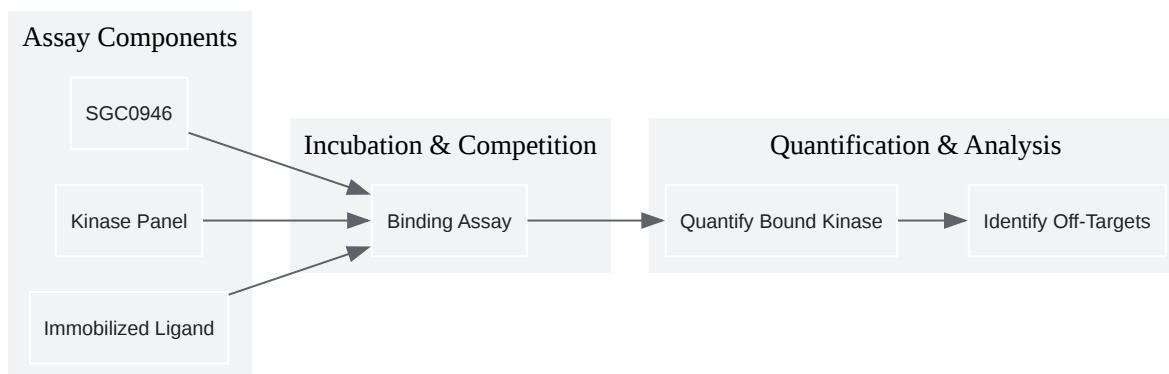 Assay Components
SGC0946
Kinase Panel
Immobilized Ligand
Incubation & Competition
Binding Assay
Quantification & Analysis
Quantify Bound Kinase
Identify Off-Targets